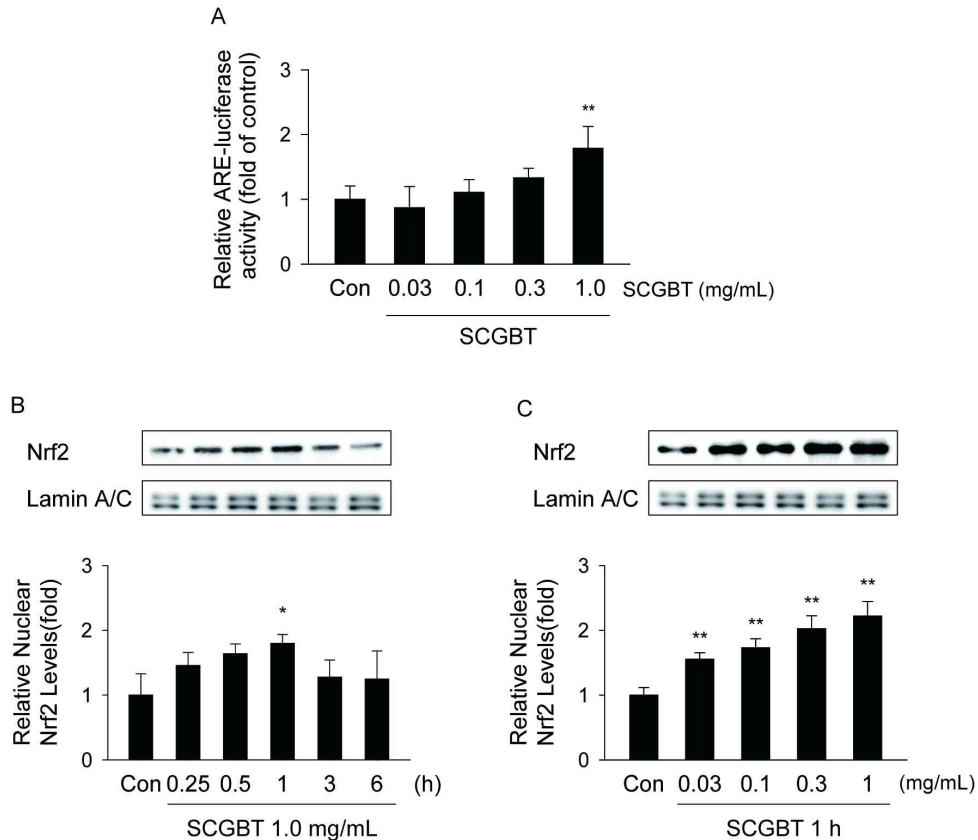 A
Relative ARE-luciferase
activity (fold of control)
3
2
1
0
**
Con 0.03 0.1 0.3 1.0 SCGBT (mg/mL)
SCGBT
B
Nrf2
Lamin A/C
Relative Nuclear
Nrf2 Levels(fold)
3
2
1
0
*
Con 0.25 0.5 1 3 6 (h)
SCGBT 1.0 mg/mL
C
Nrf2
Lamin A/C
Relative Nuclear
Nrf2 Levels(fold)
3
2
1
0
** ** ** **
Con 0.03 0.1 0.3 1 (mg/mL)
SCGBT 1 h